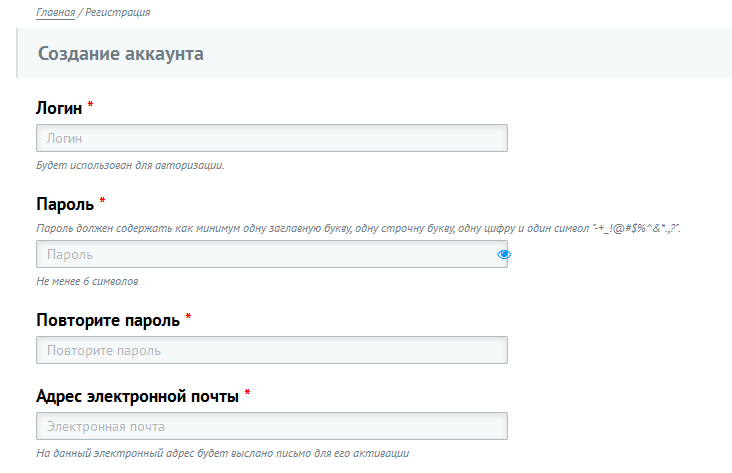 Главная / Регистрация
Создание аккаунта
Логин *
Логин
Будет использован для авторизации.
Пароль *
Пароль должен содержать как минимум одну заглавную букву, одну строчну букву, одну цифру и один символ "-+_!@#$%^&*.,?".
Пароль
Не менее 6 символов
Повторите пароль *
Повторите пароль
Адрес электронной почты *
Электронная почта
На данный электронный адрес будет выслано письмо для его активации